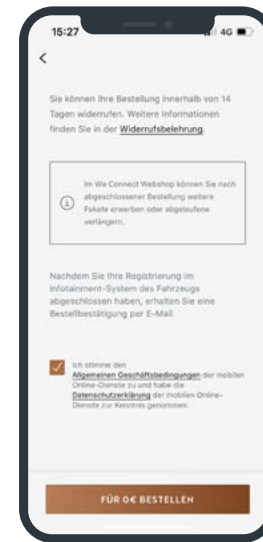 15:27
4G
Sie können Ihre Bestellung innerhalb von 14
Tagen widerrufen. Weitere Informationen
finden Sie in der Widerrufsbelehrung.
Im We Connect Webshop können Sie nach
abgeschlossener Bestellung weitere
Pakete erwerben oder abgelaufene
verlängern.
Nachdem Sie Ihre Registrierung im
Infotainment-System des Fahrzeugs
abgeschlossen haben, erhalten Sie eine
Bestellbestätigung per E-Mail.
Ich stimme den
Allgemeinen Geschäftsbedingungen der mobilen
Online-Dienste zu und habe die
Datenschutzerklärung der mobilen Online-
Dienste zur Kenntnis genommen.
FÜR 0€ BESTELLEN